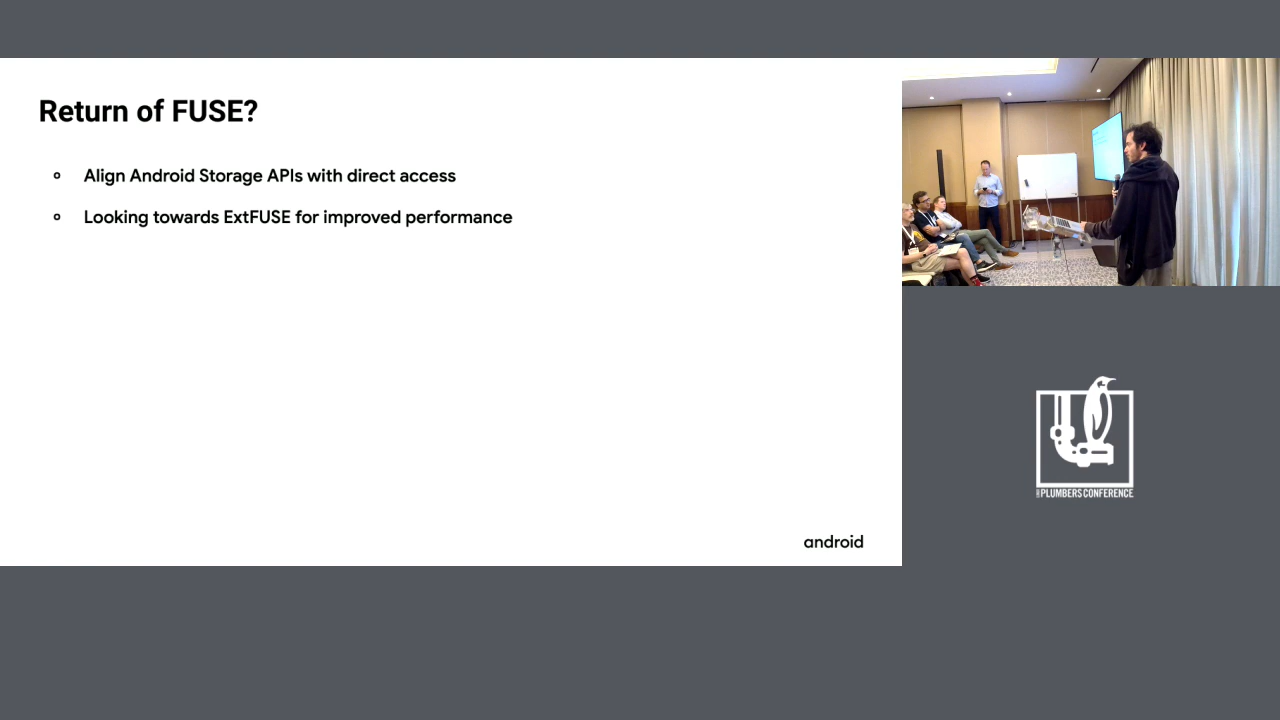 Return of FUSE?
Align Android Storage APIs with direct access
Looking towards ExtFUSE for improved performance
android
PLUMBERS CONFERENCE